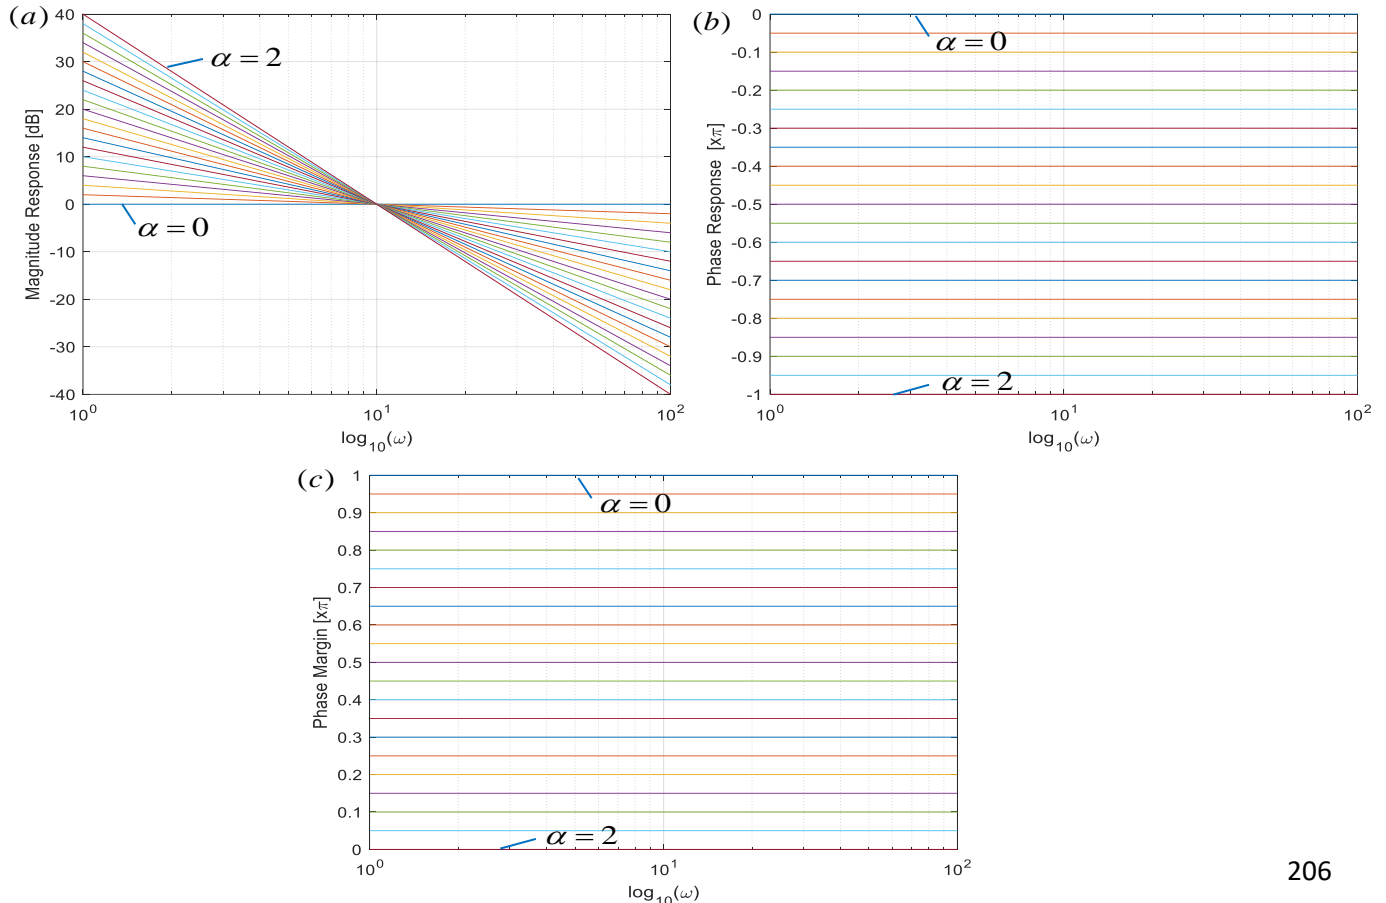 (a)
α = 2
α = 0
Magnitude Response [dB]
40
30
20
10
0
-10
-20
-30
-40
10^0
10^1
10^2
log_10(ω)
(b)
α = 0
α = 2
Phase Response [xπ]
0
-0.1
-0.2
-0.3
-0.4
-0.5
-0.6
-0.7
-0.8
-0.9
-1
10^0
10^1
10^2
log_10(ω)
(c)
α = 0
α = 2
Phase Margin [xπ]
1
0.9
0.8
0.7
0.6
0.5
0.4
0.3
0.2
0.1
0
10^0
10^1
10^2
log_10(ω)
206